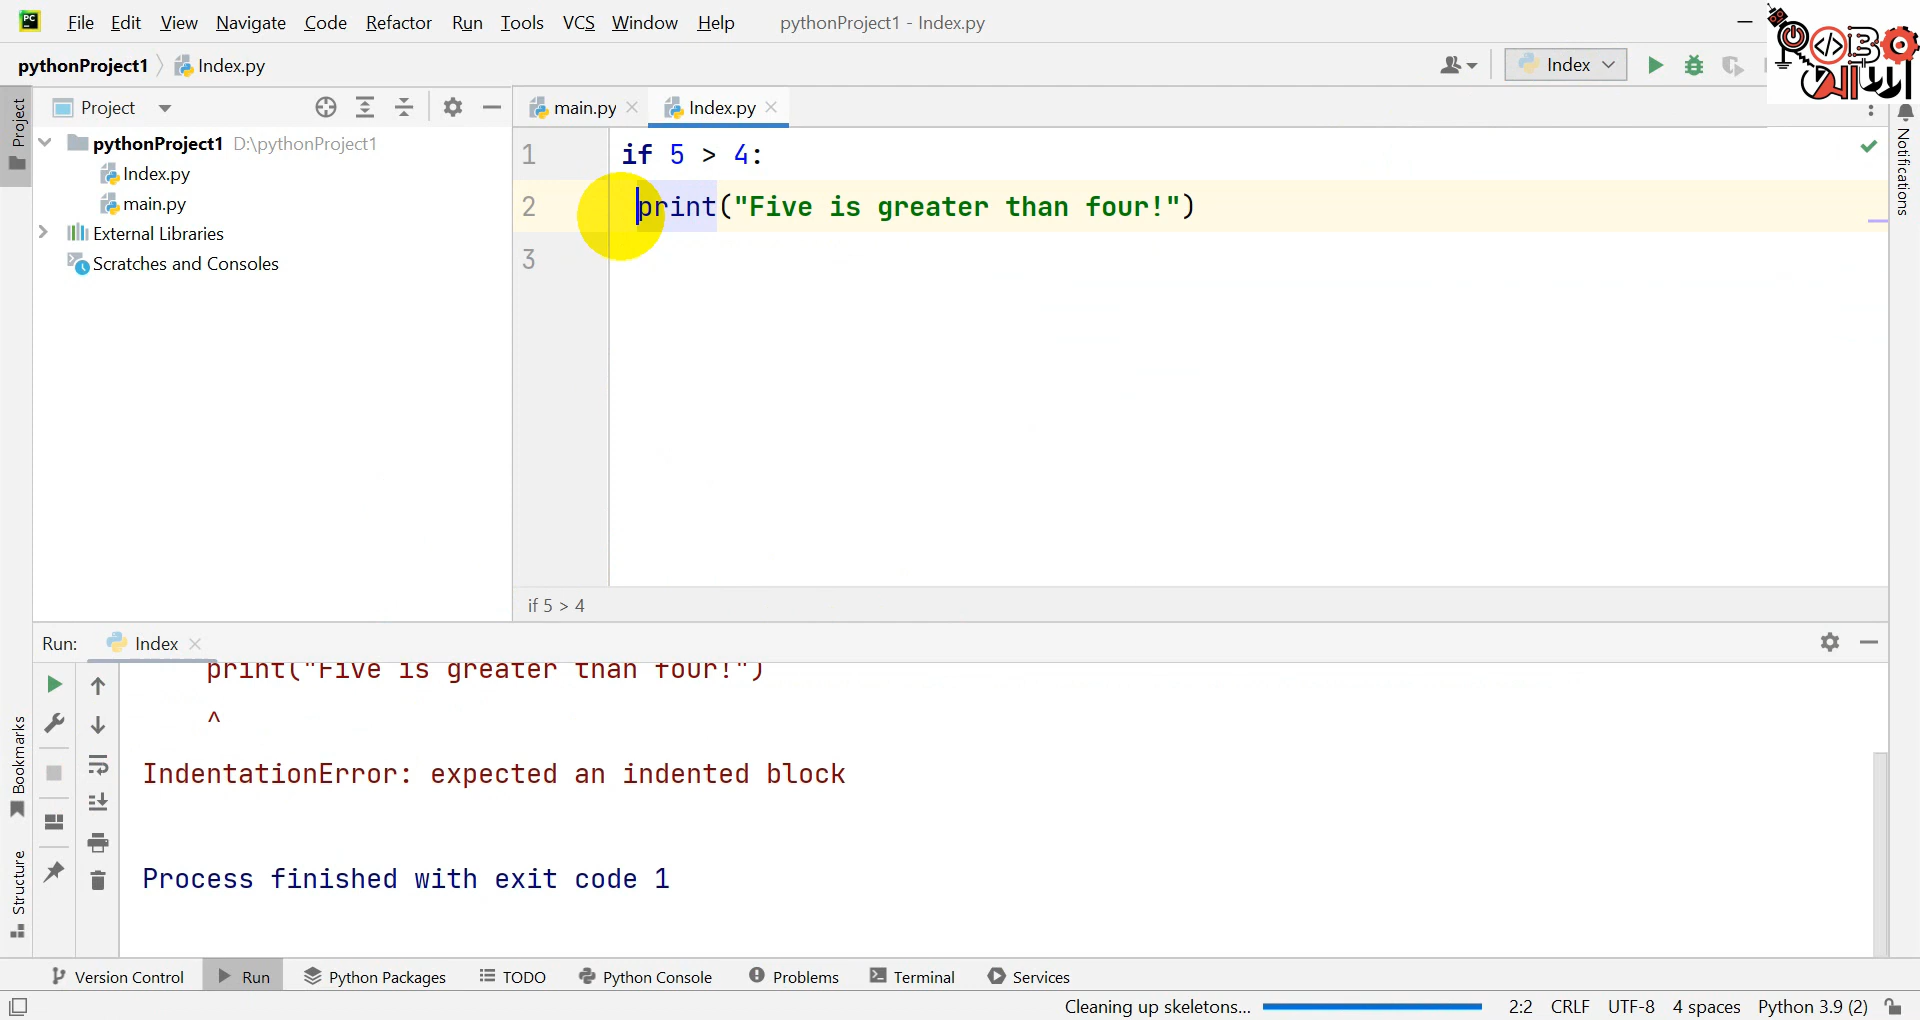 PC File Edit View Navigate Code Refactor Run Tools VCS Window Help pythonProject1 - Index.py
pythonProject1 Index.py
Index
Project
main.py
Index.py
Project
pythonProject1 D:\pythonProject1
Index.py
main.py
External Libraries
Scratches and Consoles
1 if 5 > 4:
2 print("Five is greater than four!")
3
if 5 > 4
Notifications
Run: Index
print("Five is greater than four!")
^
IndentationError: expected an indented block
Process finished with exit code 1
Bookmarks
Structure
Version Control Run Python Packages TODO Python Console Problems Terminal Services
Cleaning up skeletons... 2:2 CRLF UTF-8 4 spaces Python 3.9 (2)